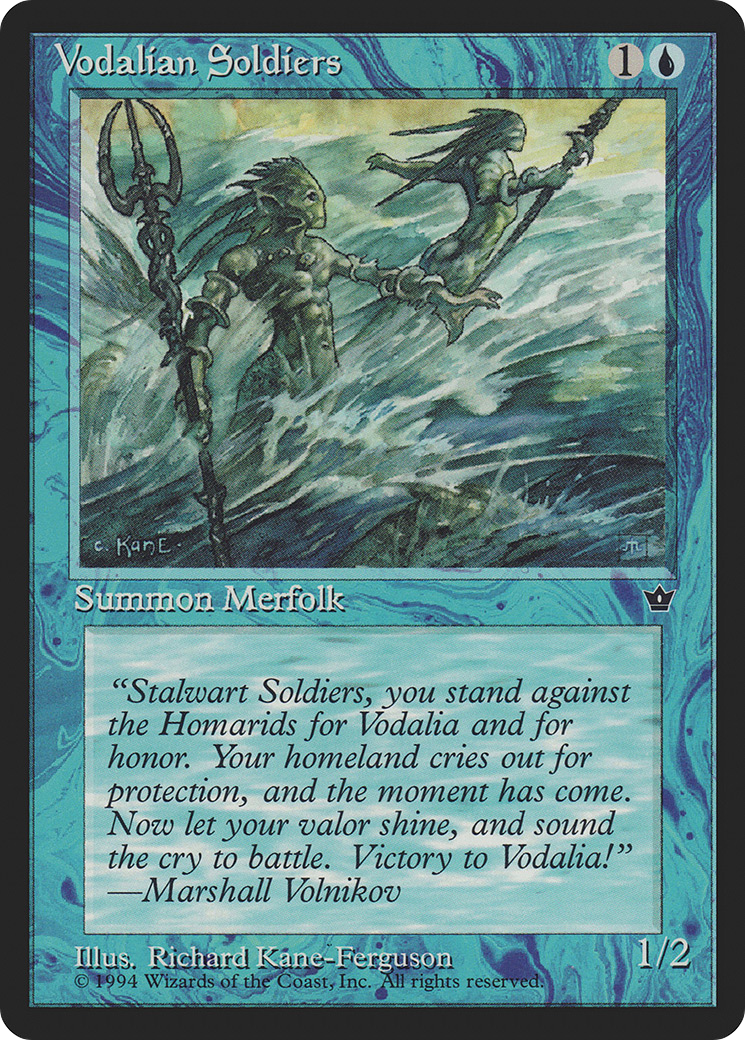 Vodalian Soldiers 1
c. KANE.
Summon Merfolk
“Stalwart Soldiers, you stand against
the Homarids for Vodalia and for
honor. Your homeland cries out for
protection, and the moment has come.
Now let your valor shine, and sound
the cry to battle. Victory to Vodalia!”
—Marshall Volnikov
Illus. Richard Kane-Ferguson 1/2
© 1994 Wizards of the Coast, Inc. All rights reserved.